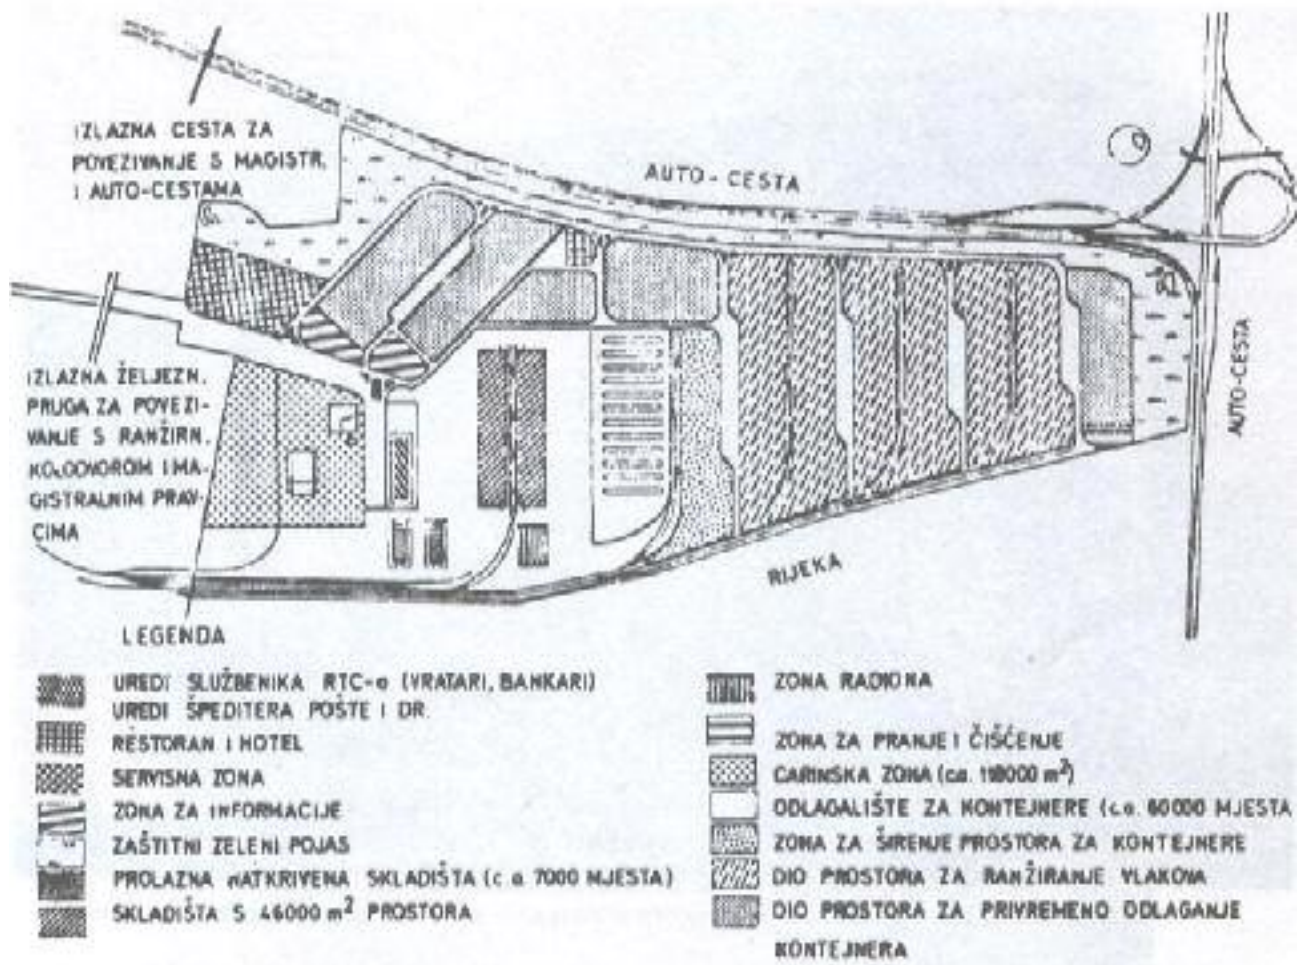 IZLAZNA CESTA ZA
POVEZIVANJE S MAGISTR.
I AUTO-CESTAMA
AUTO-CESTA
AUTO-CESTA
IZLAZNA ŽELJEZN.
PRUGA ZA POVEZI-
VANJE S RANŽIRN.
KOLODVOROM I MA-
GISTRALNIM PRAV-
CIMA
RIJEKA
LEGENDA
UREDI SLUŽBENIKA RTC-a (VRATARI, BANKARI)
UREDI ŠPEDITERA POŠTE I DR.
RESTORAN I HOTEL
SERVISNA ZONA
ZONA ZA INFORMACIJE
ZAŠTITNI ZELENI POJAS
PROLAZNA NATKRIVENA SKLADIŠTA (c a 7000 MJESTA)
SKLADIŠTA S 46000 m² PROSTORA
ZONA RADIONA
ZONA ZA PRANJE I ČIŠĆENJE
CARINSKA ZONA (c.a. 118000 m²)
ODLAGALIŠTE ZA KONTEJNERE (c.a. 60000 MJESTA
ZONA ZA ŠIRENJE PROSTORA ZA KONTEJNERE
DIO PROSTORA ZA RANŽIRANJE VLAKOVA
DIO PROSTORA ZA PRIVREMENO ODLAGANJE
KONTEJNERA